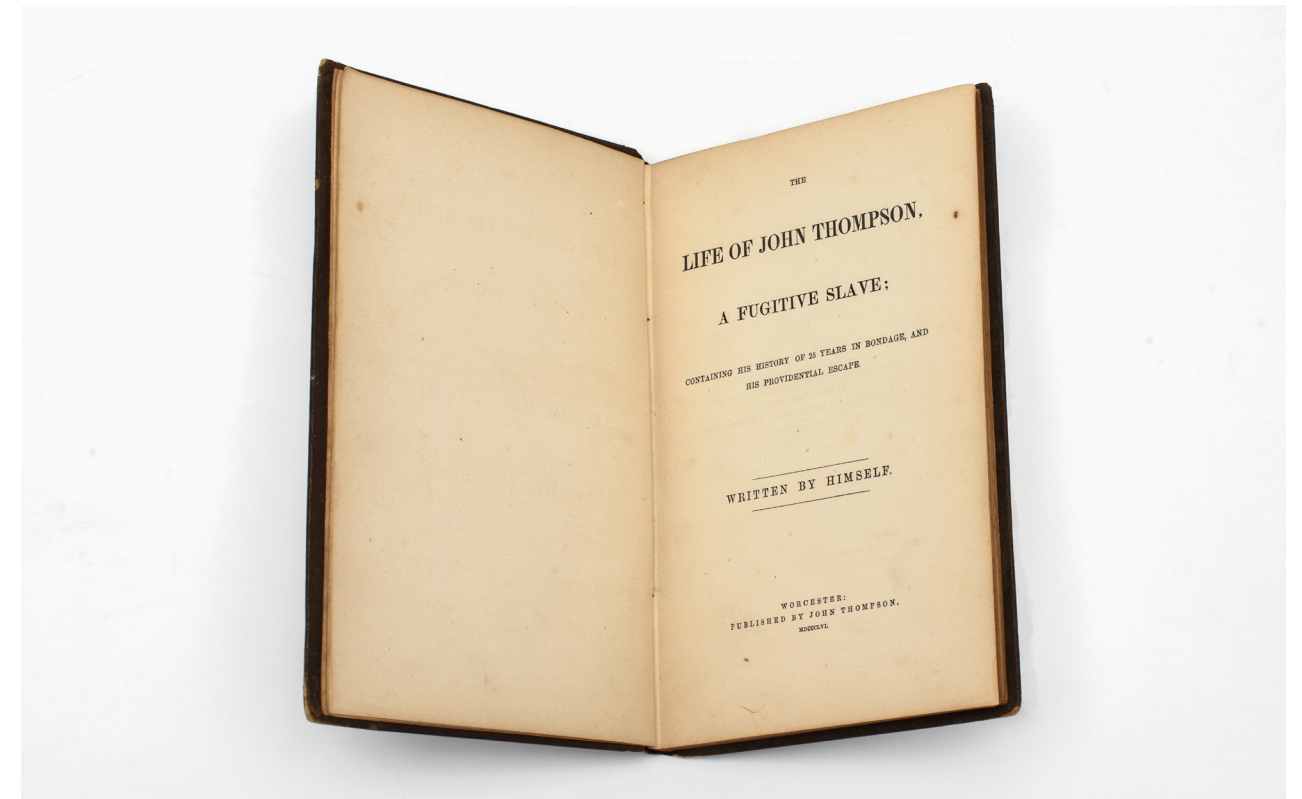 THE
LIFE OF JOHN THOMPSON,
A FUGITIVE SLAVE;
CONTAINING HIS HISTORY OF 25 YEARS IN BONDAGE, AND
HIS PROVIDENTIAL ESCAPE.
WRITTEN BY HIMSELF.
WORCESTER:
PUBLISHED BY JOHN THOMPSON.
MDCCCLVI.